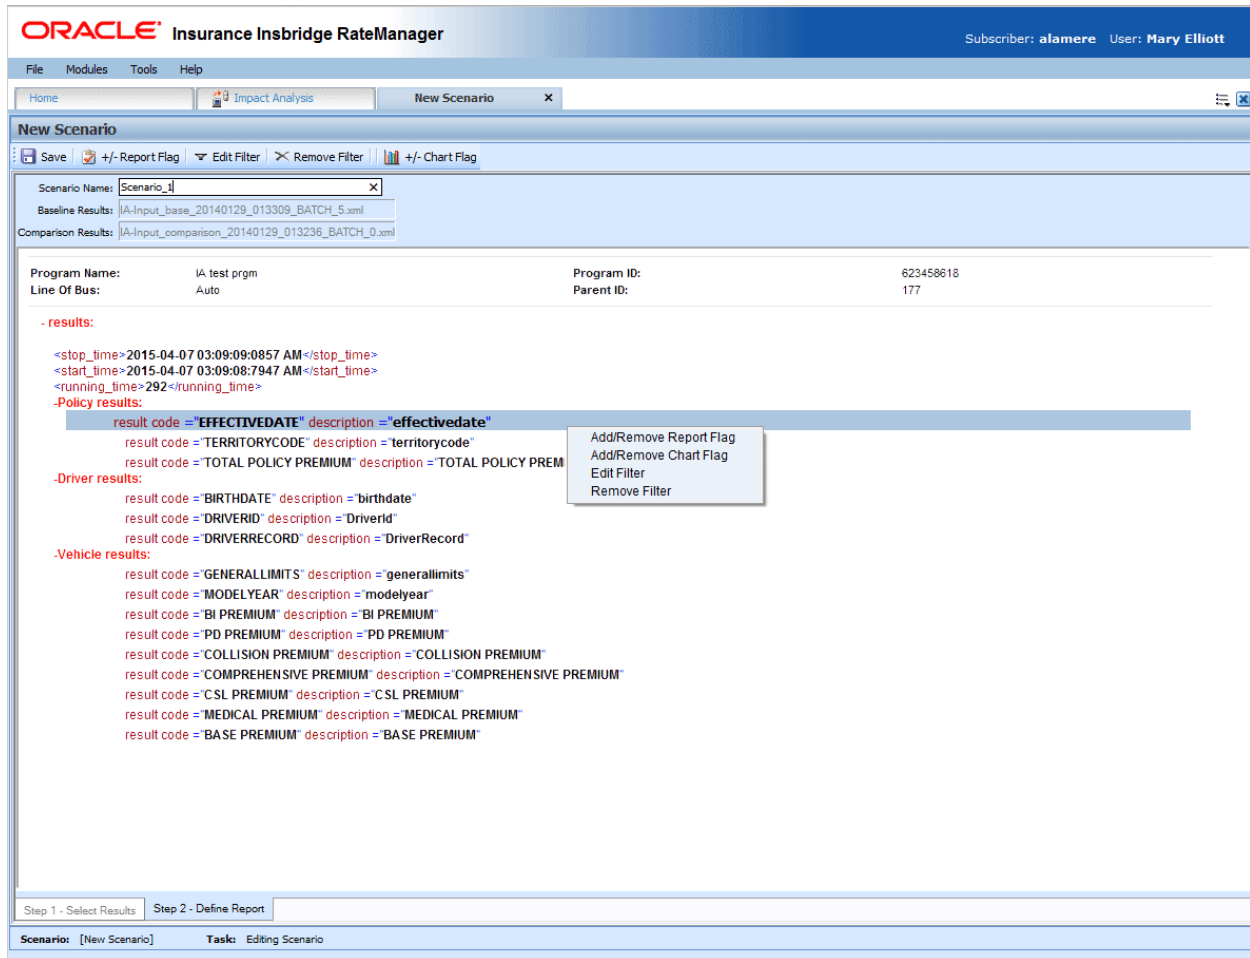 ORACLE® Insurance Insbridge RateManager
Subscriber: alamere User: Mary Elliott
File Modules Tools Help
Home Impact Analysis New Scenario
New Scenario
Save +/- Report Flag Edit Filter Remove Filter +/- Chart Flag
Scenario Name: Scenario_1
Baseline Results: IA-Input_base_20140129_013309_BATCH_5.xml
Comparison Results: IA-Input_comparison_20140129_013236_BATCH_0.xml
Program Name: IA test prgm Program ID: 623458618
Line Of Bus: Auto Parent ID: 177
- results:
<stop_time>2015-04-07 03:09:09:0857 AM</stop_time>
<start_time>2015-04-07 03:09:08:7947 AM</start_time>
<running_time>292</running_time>
-Policy results:
result code ="EFFECTIVEDATE" description ="effectivedate"
result code ="TERRITORYCODE" description ="territorycode"
result code ="TOTAL POLICY PREMIUM" description ="TOTAL POLICY PREM
Add/Remove Report Flag
Add/Remove Chart Flag
Edit Filter
Remove Filter
-Driver results:
result code ="BIRTHDATE" description ="birthdate"
result code ="DRIVERID" description ="DriverId"
result code ="DRIVERRECORD" description ="DriverRecord"
-Vehicle results:
result code ="GENERALLIMITS" description ="generallimits"
result code ="MODELYEAR" description ="modelyear"
result code ="BI PREMIUM" description ="BI PREMIUM"
result code ="PD PREMIUM" description ="PD PREMIUM"
result code ="COLLISION PREMIUM" description ="COLLISION PREMIUM"
result code ="COMPREHENSIVE PREMIUM" description ="COMPREHENSIVE PREMIUM"
result code ="CSL PREMIUM" description ="CSL PREMIUM"
result code ="MEDICAL PREMIUM" description ="MEDICAL PREMIUM"
result code ="BASE PREMIUM" description ="BASE PREMIUM"
Step 1 - Select Results Step 2 - Define Report
Scenario: [New Scenario] Task: Editing Scenario